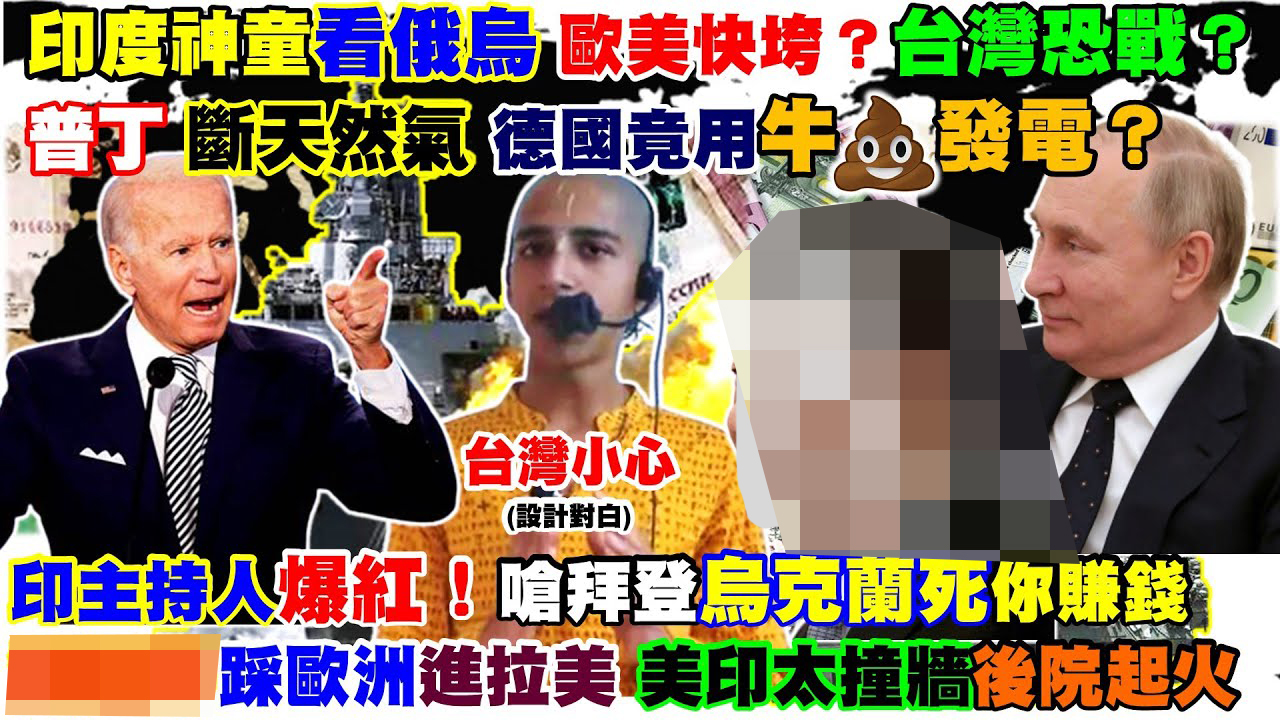 印度神童看俄烏 歐美快垮？台灣恐戰？
普丁 斷天然氣 德國竟用牛💩發電？
台灣小心
(設計對白)
印主持人爆紅！嗆拜登烏克蘭死你賺錢
踩歐洲進拉美 美印太撞牆後院起火